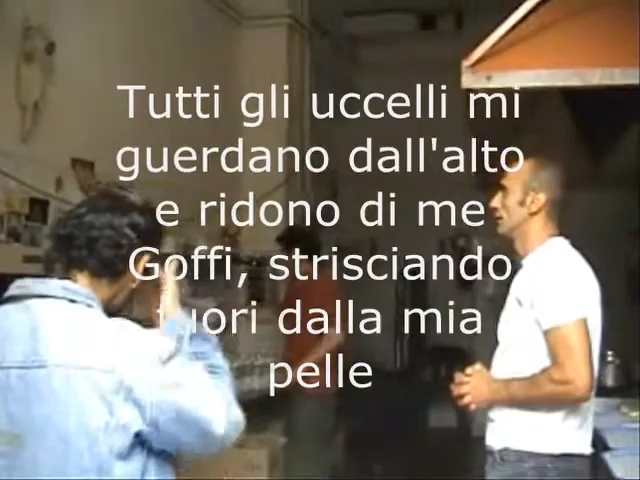 Tutti gli uccelli mi
guerdano dall'alto
e ridono di me
Goffi, strisciando
fuori dalla mia
pelle